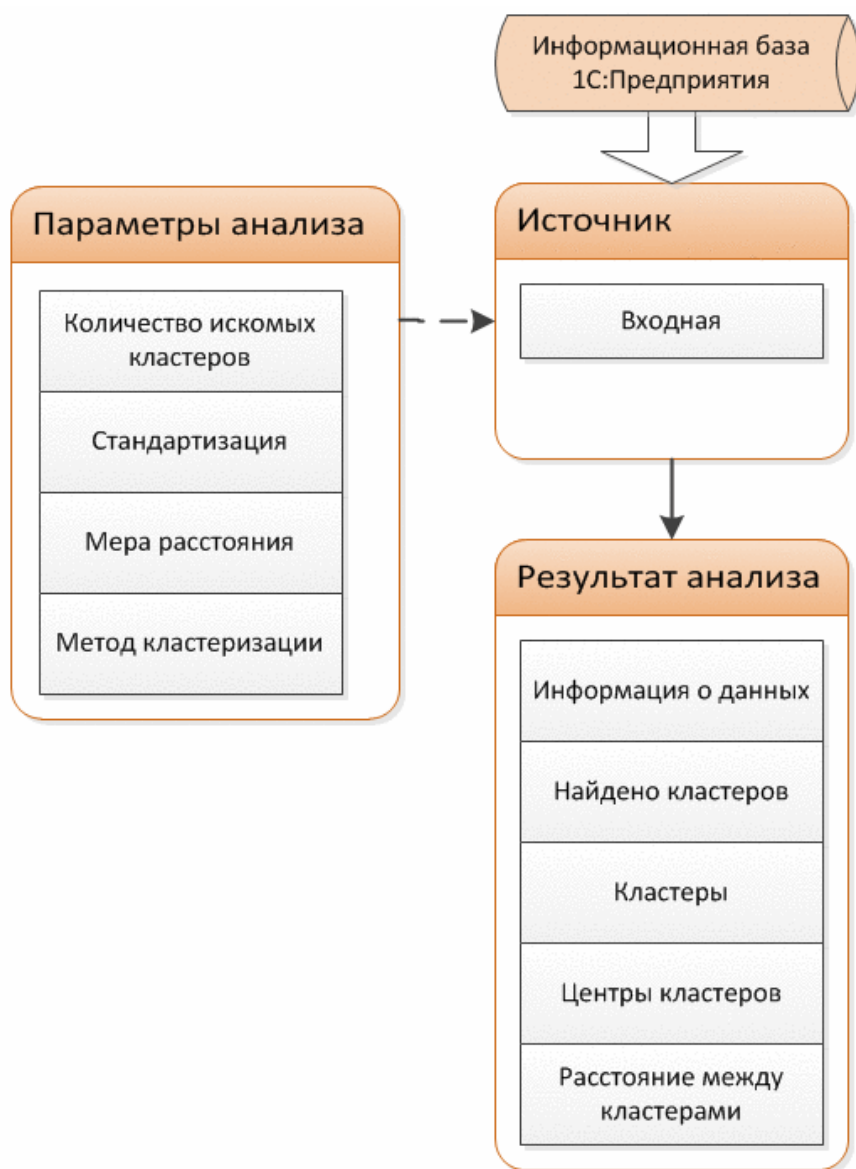 Информационная база
1С:Предприятия
Параметры анализа
Количество искомых
кластеров
Стандартизация
Мера расстояния
Метод кластеризации
Источник
Входная
Результат анализа
Информация о данных
Найдено кластеров
Кластеры
Центры кластеров
Расстояние между
кластерами